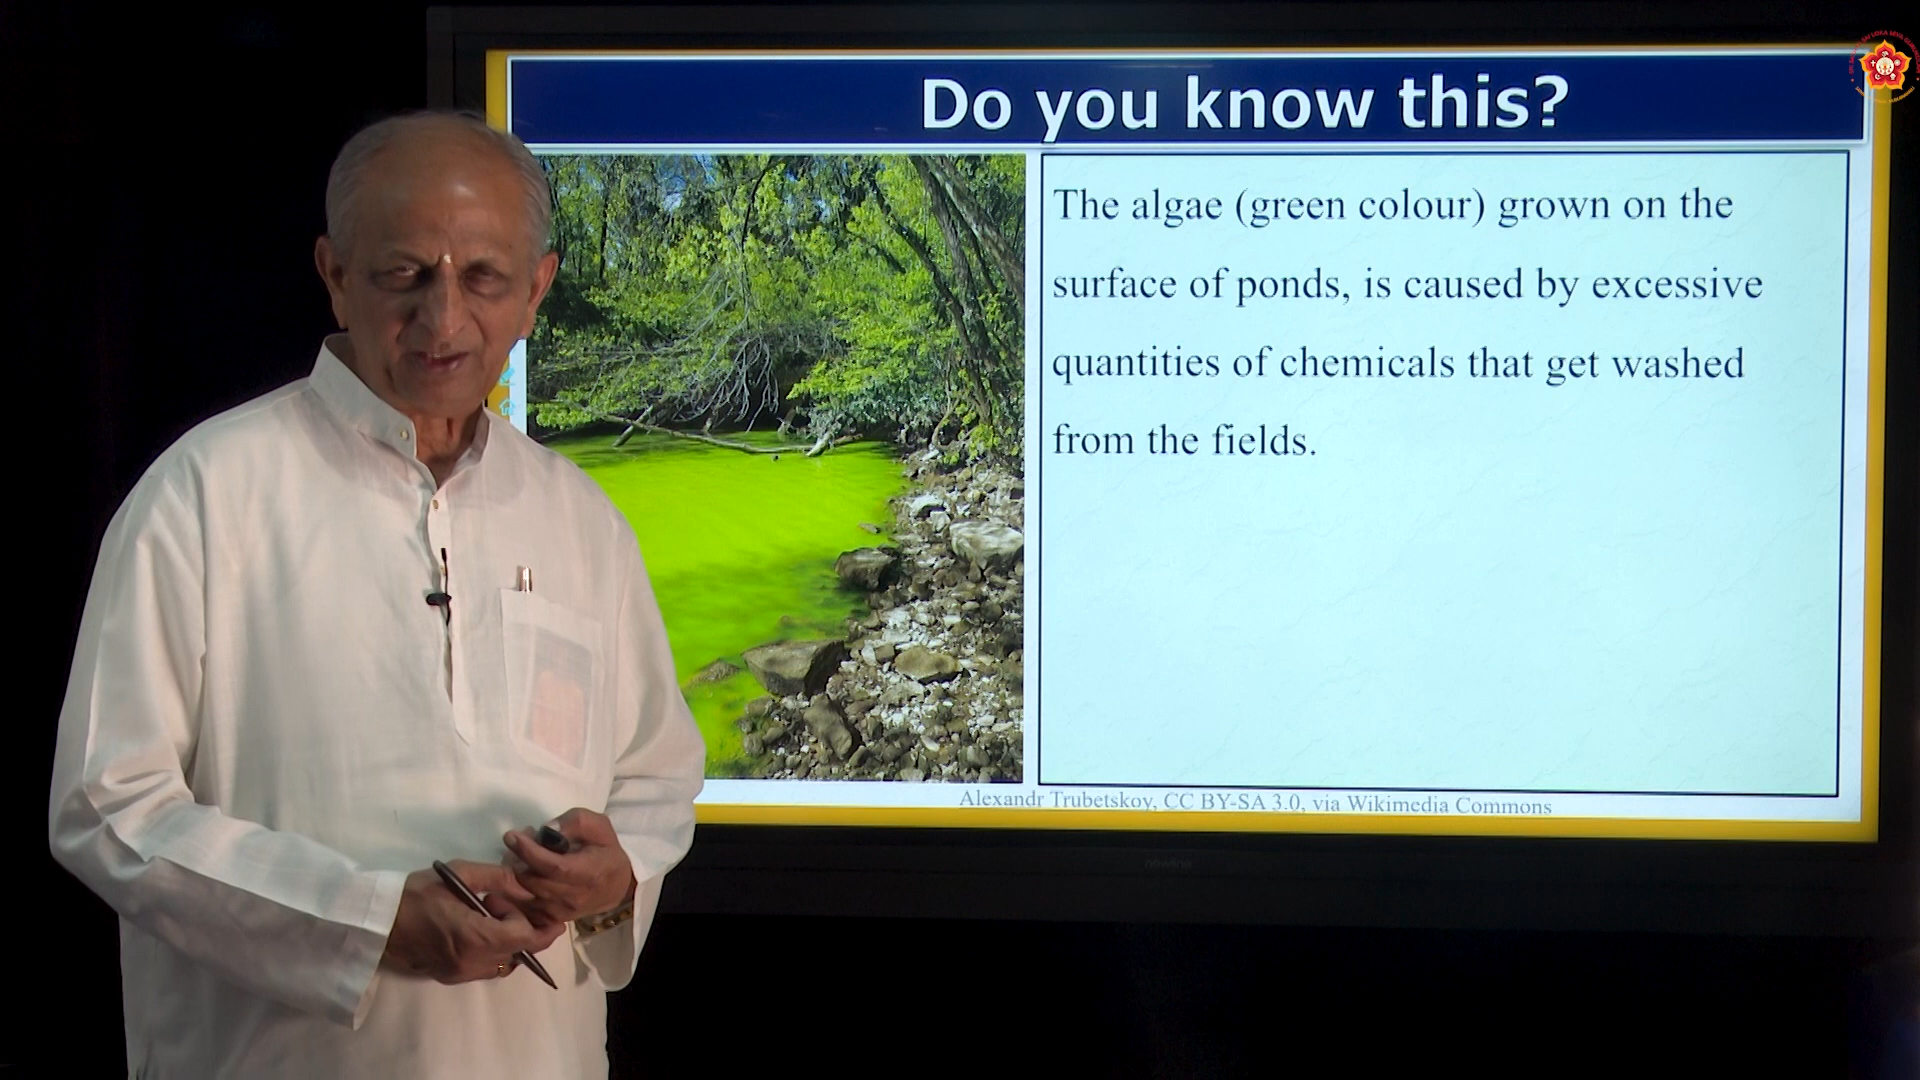 Do you know this?
The algae (green colour) grown on the
surface of ponds, is caused by excessive
quantities of chemicals that get washed
from the fields.
Alexandr Trubetskoy, CC BY-SA 3.0, via Wikimedia Commons
newline